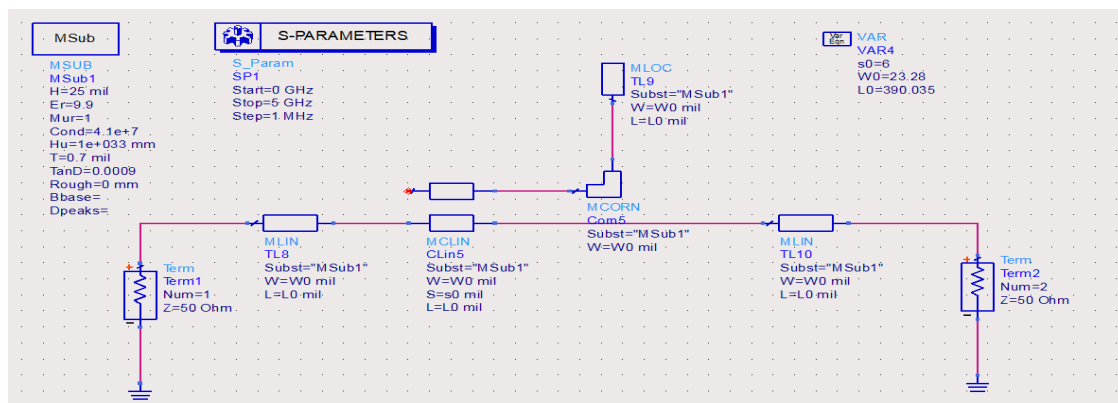 MSub
MSUB
MSub1
H=25 mil
Er=9.9
Mur=1
Cond=4.1e+7
Hu=1e+033 mm
T=0.7 mil
TanD=0.0009
Rough=0 mm
Bbase=
Dpeaks=
S-PARAMETERS
S_Param
SP1
Start=0 GHz
Stop=5 GHz
Step=1 MHz
Var
Eqn
VAR
VAR4
s0=6
W0=23.28
L0=390.035
MLOC
TL9
Subst="MSub1"
W=W0 mil
L=L0 mil
MCORN
Corn5
Subst="MSub1"
W=W0 mil
Term
Term1
Num=1
Z=50 Ohm
MLIN
TL8
Subst="MSub1"
W=W0 mil
L=L0 mil
MCLIN
CLin5
Subst="MSub1"
W=W0 mil
S=s0 mil
L=L0 mil
MLIN
TL10
Subst="MSub1"
W=W0 mil
L=L0 mil
Term
Term2
Num=2
Z=50 Ohm